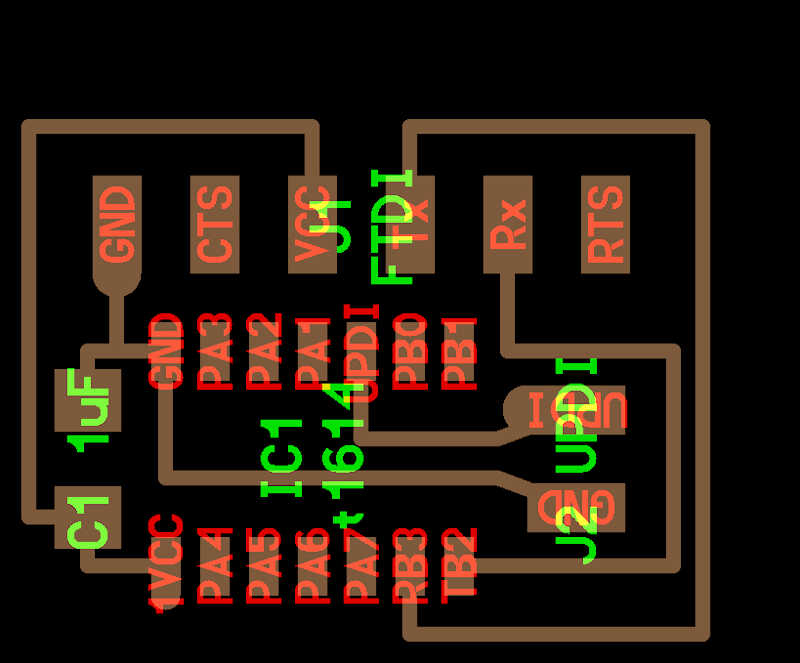 GND
CTS
VCC
J1
FTDI
Tx
Rx
RTS
GND
PA3
PA2
PA1
UPDI
PB0
PB1
1uF
C1
IC1
t1614
UPDI
UPDI
GND
J2
1VCC
PA4
PA5
PA6
PA7
RB3
TB2